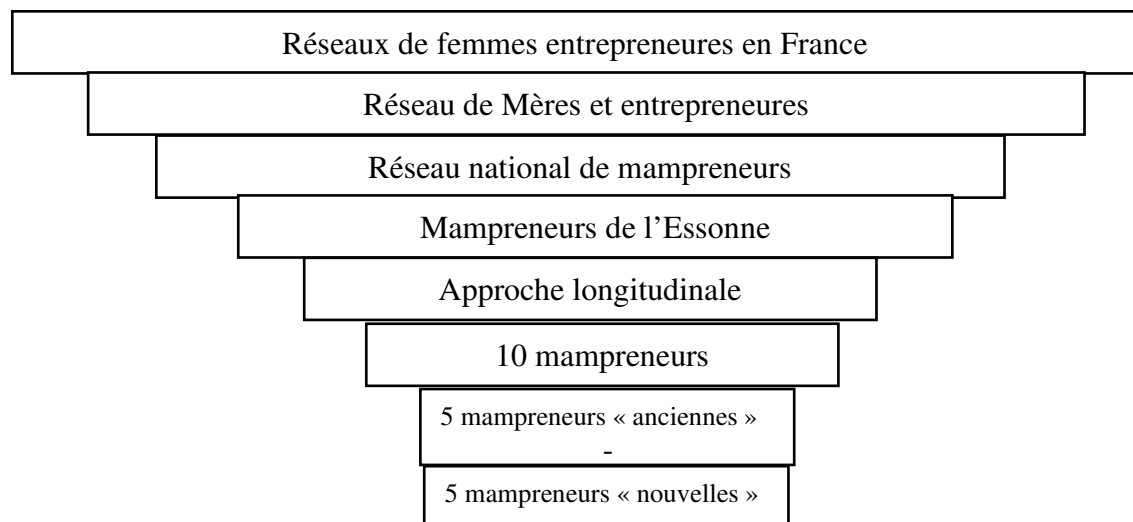 Réseaux de femmes entrepreneures en France
Réseau de Mères et entrepreneures
Réseau national de mampreneurs
Mampreneurs de l’Essonne
Approche longitudinale
10 mampreneurs
5 mampreneurs « anciennes »
-
5 mampreneurs « nouvelles »